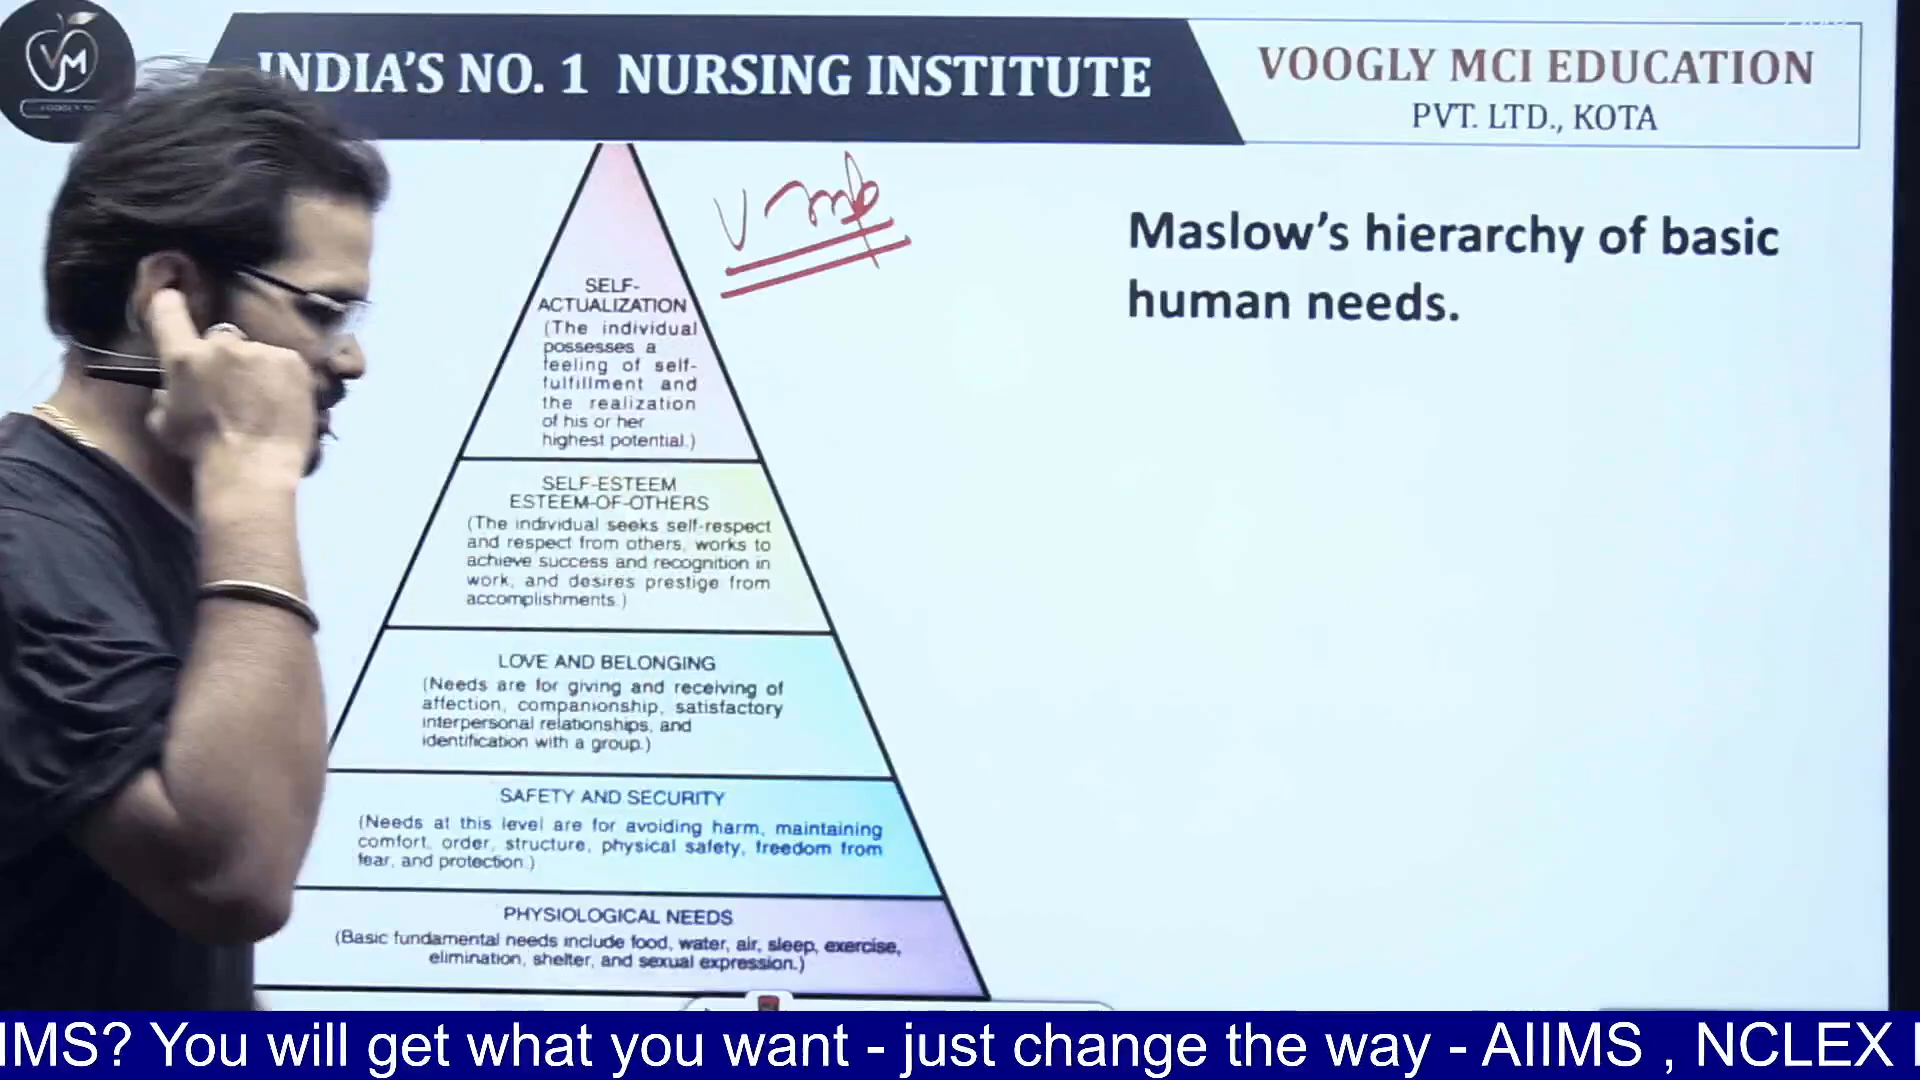 VM
INDIA'S NO. 1 NURSING INSTITUTE
VOOGLY MCI EDUCATION
PVT. LTD., KOTA
V imp
Maslow's hierarchy of basic
human needs.
SELF-
ACTUALIZATION
(The individual
possesses a
feeling of self-
fulfillment and
the realization
of his or her
highest potential.)
SELF-ESTEEM
ESTEEM-OF-OTHERS
(The individual seeks self-respect
and respect from others, works to
achieve success and recognition in
work, and desires prestige from
accomplishments.)
LOVE AND BELONGING
(Needs are for giving and receiving of
affection, companionship, satisfactory
interpersonal relationships, and
identification with a group.)
SAFETY AND SECURITY
(Needs at this level are for avoiding harm, maintaining
comfort, order, structure, physical safety, freedom from
fear, and protection.)
PHYSIOLOGICAL NEEDS
(Basic fundamental needs include food, water, air, sleep, exercise,
elimination, shelter, and sexual expression.)
IIMS? You will get what you want - just change the way - AIIMS , NCLEX